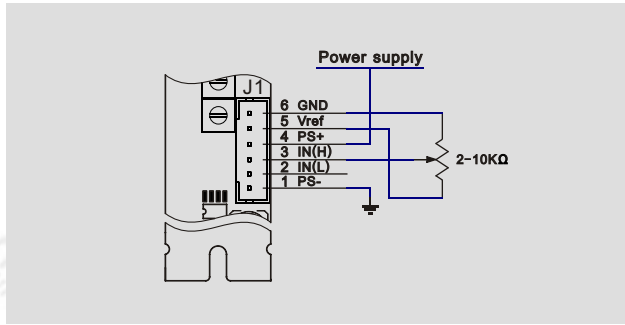 Power supply
J1
6 GND
5 Vref
4 PS+
3 IN(H)
2 IN(L)
1 PS-
2-10KΩ